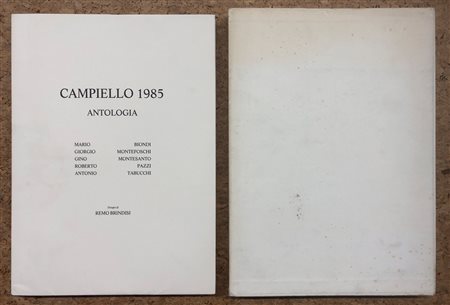 CAMPIELLO 1985
ANTOLOGIA
MARIO BIONDI
GIORGIO MONTEFOSCHI
GINO MONTESANTO
ROBERTO PAZZI
ANTONIO TABUCCHI
Disegni di
REMO BRINDISI